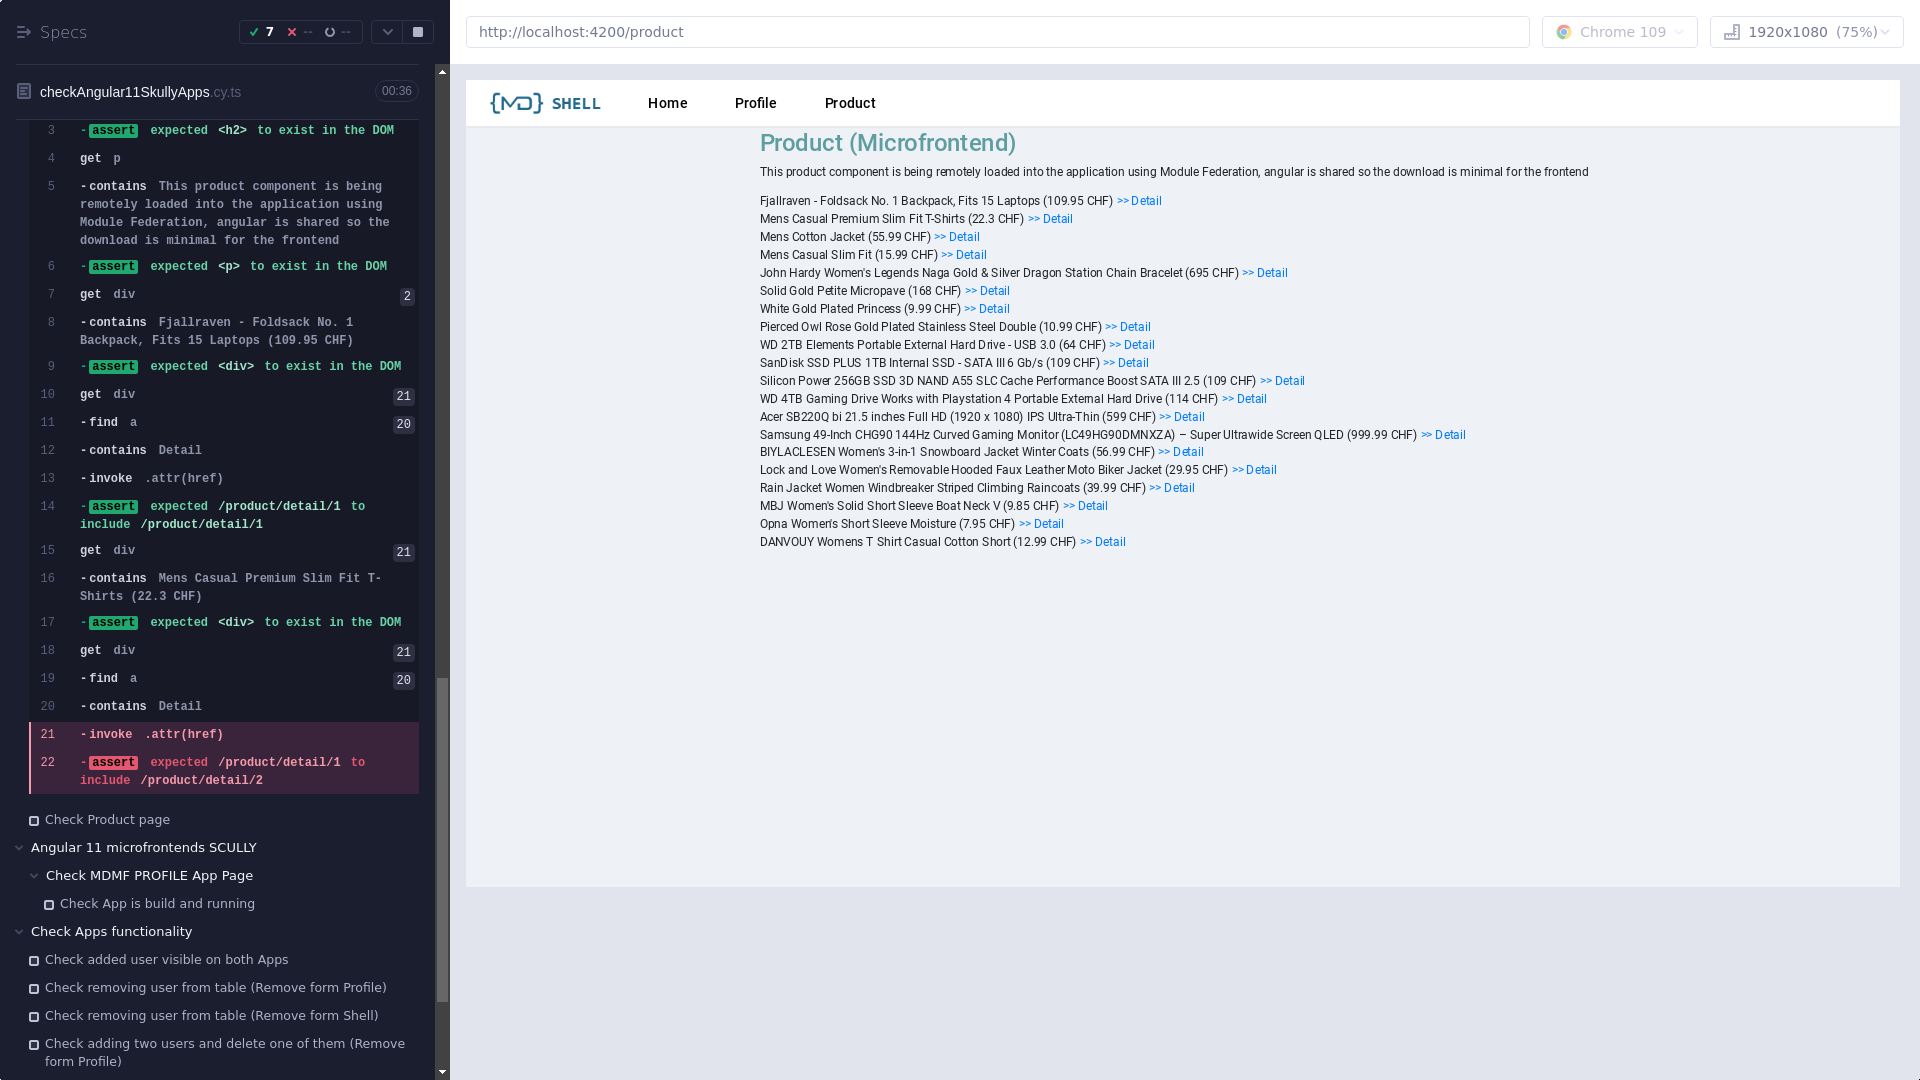 Specs
7
--
--
http://localhost:4200/product
Chrome 109
1920x1080 (75%)
checkAngular11SkullyApps.cy.ts
00:36
3 -assert expected <h2> to exist in the DOM
4 get p
5 -contains This product component is being
remotely loaded into the application using
Module Federation, angular is shared so the
download is minimal for the frontend
6 -assert expected <p> to exist in the DOM
7 get div 2
8 -contains Fjallraven - Foldsack No. 1
Backpack, Fits 15 Laptops (109.95 CHF)
9 -assert expected <div> to exist in the DOM
10 get div 21
11 -find a 20
12 -contains Detail
13 -invoke .attr(href)
14 -assert expected /product/detail/1 to
include /product/detail/1
15 get div 21
16 -contains Mens Casual Premium Slim Fit T-
Shirts (22.3 CHF)
17 -assert expected <div> to exist in the DOM
18 get div 21
19 -find a 20
20 -contains Detail
21 -invoke .attr(href)
22 -assert expected /product/detail/1 to
include /product/detail/2
Check Product page
Angular 11 microfrontends SCULLY
Check MDMF PROFILE App Page
Check App is build and running
Check Apps functionality
Check added user visible on both Apps
Check removing user from table (Remove form Profile)
Check removing user from table (Remove form Shell)
Check adding two users and delete one of them (Remove
form Profile)
{MD} SHELL Home Profile Product
Product (Microfrontend)
This product component is being remotely loaded into the application using Module Federation, angular is shared so the download is minimal for the frontend
Fjallraven - Foldsack No. 1 Backpack, Fits 15 Laptops (109.95 CHF) >> Detail
Mens Casual Premium Slim Fit T-Shirts (22.3 CHF) >> Detail
Mens Cotton Jacket (55.99 CHF) >> Detail
Mens Casual Slim Fit (15.99 CHF) >> Detail
John Hardy Women's Legends Naga Gold & Silver Dragon Station Chain Bracelet (695 CHF) >> Detail
Solid Gold Petite Micropave (168 CHF) >> Detail
White Gold Plated Princess (9.99 CHF) >> Detail
Pierced Owl Rose Gold Plated Stainless Steel Double (10.99 CHF) >> Detail
WD 2TB Elements Portable External Hard Drive - USB 3.0 (64 CHF) >> Detail
SanDisk SSD PLUS 1TB Internal SSD - SATA III 6 Gb/s (109 CHF) >> Detail
Silicon Power 256GB SSD 3D NAND A55 SLC Cache Performance Boost SATA III 2.5 (109 CHF) >> Detail
WD 4TB Gaming Drive Works with Playstation 4 Portable External Hard Drive (114 CHF) >> Detail
Acer SB220Q bi 21.5 inches Full HD (1920 x 1080) IPS Ultra-Thin (599 CHF) >> Detail
Samsung 49-Inch CHG90 144Hz Curved Gaming Monitor (LC49HG90DMNXZA) – Super Ultrawide Screen QLED (999.99 CHF) >> Detail
BIYLACLESEN Women's 3-in-1 Snowboard Jacket Winter Coats (56.99 CHF) >> Detail
Lock and Love Women's Removable Hooded Faux Leather Moto Biker Jacket (29.95 CHF) >> Detail
Rain Jacket Women Windbreaker Striped Climbing Raincoats (39.99 CHF) >> Detail
MBJ Women's Solid Short Sleeve Boat Neck V (9.85 CHF) >> Detail
Opna Women's Short Sleeve Moisture (7.95 CHF) >> Detail
DANVOUY Womens T Shirt Casual Cotton Short (12.99 CHF) >> Detail